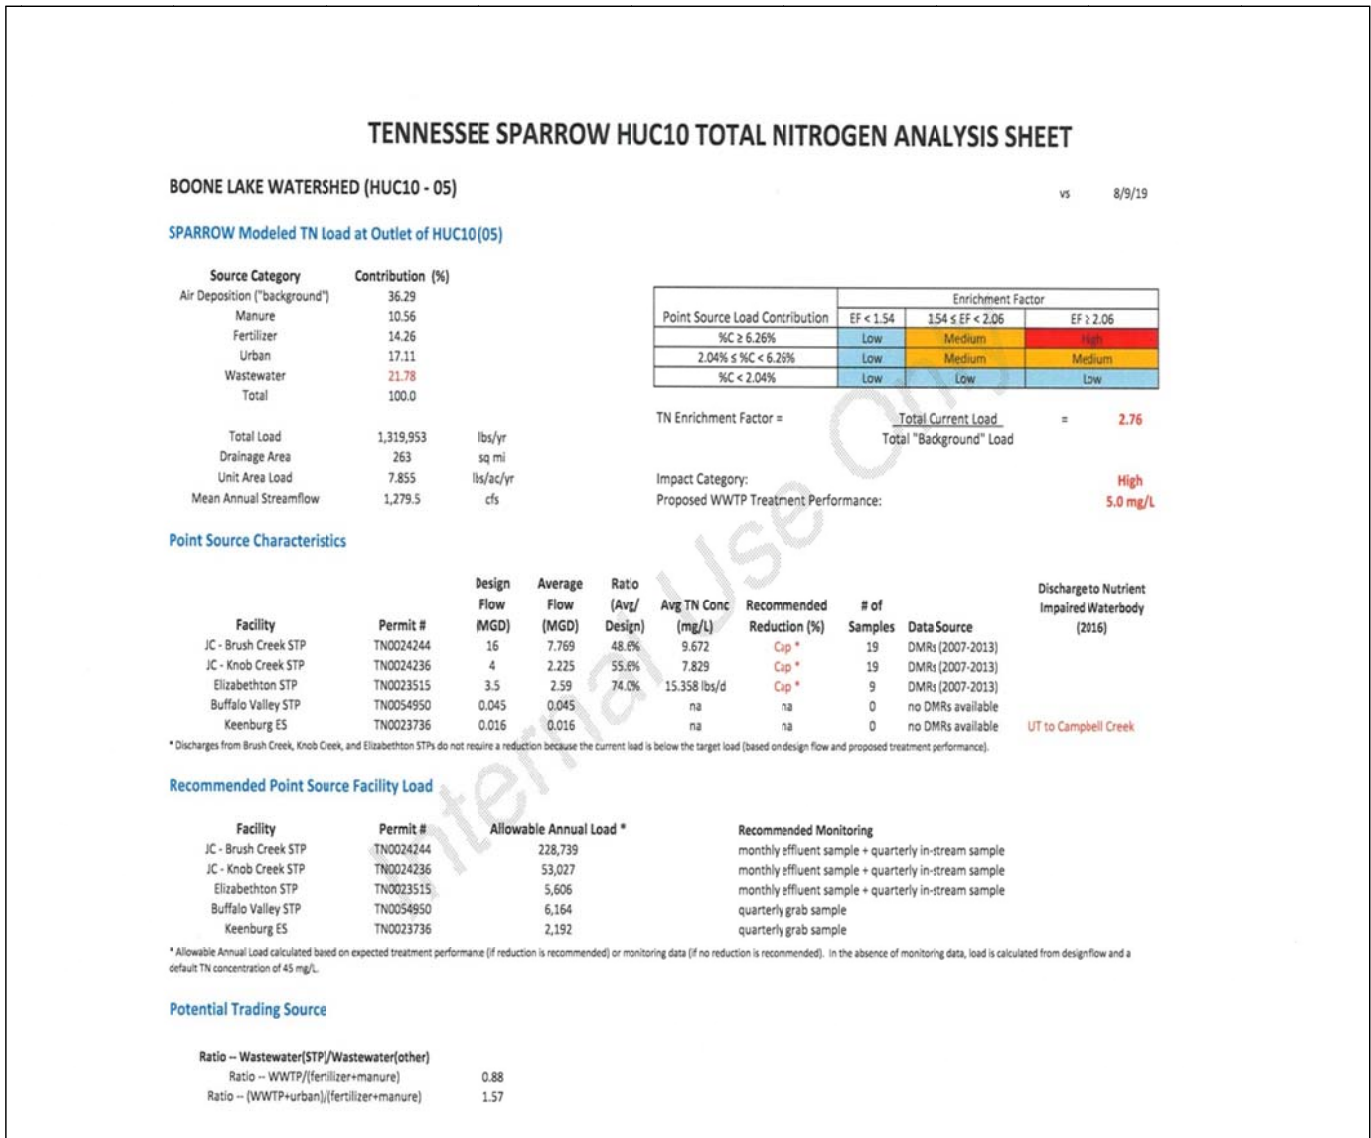 TENNESSEE SPARROW HUC10 TOTAL NITROGEN ANALYSIS SHEET
BOONE LAKE WATERSHED (HUC10 - 05) vs 8/9/19
SPARROW Modeled TN Load at Outlet of HUC10(05)
Source Category Contribution (%)
Air Deposition ("background") 36.29
Manure 10.56
Fertilizer 14.26
Urban 17.11
Wastewater 21.78
Total 100.0
Total Load 1,319,953 lbs/yr
Drainage Area 263 sq mi
Unit Area Load 7.855 lbs/ac/yr
Mean Annual Streamflow 1,279.5 cfs
Enrichment Factor
Point Source Load Contribution EF < 1.54 1.54 ≤ EF < 2.06 EF ≥ 2.06
%C ≥ 6.26% Low Medium High
2.04% ≤ %C < 6.26% Low Medium Medium
%C < 2.04% Low Low Low
TN Enrichment Factor = Total Current Load = 2.76
Total "Background" Load
Impact Category: High
Proposed WWTP Treatment Performance: 5.0 mg/L
Point Source Characteristics
Design Average Ratio Discharge to Nutrient
Flow Flow (Avg/ Avg TN Conc Recommended # of Impaired Waterbody
Facility Permit # (MGD) (MGD) Design) (mg/L) Reduction (%) Samples Data Source (2016)
JC - Brush Creek STP TN0024244 16 7.769 48.6% 9.672 Cap * 19 DMRs (2007-2013)
JC - Knob Creek STP TN0024236 4 2.225 55.6% 7.829 Cap * 19 DMRs (2007-2013)
Elizabethton STP TN0023515 3.5 2.59 74.0% 15.358 lbs/d Cap * 9 DMRs (2007-2013)
Buffalo Valley STP TN0054950 0.045 0.045 na na 0 no DMRs available
Keenburg ES TN0023736 0.016 0.016 na na 0 no DMRs available UT to Campbell Creek
* Discharges from Brush Creek, Knob Ceek, and Elizabethton STPs do not require a reduction because the current load is below the target load (based on design flow and proposed treatment performance).
Recommended Point Source Facility Load
Facility Permit # Allowable Annual Load * Recommended Monitoring
JC - Brush Creek STP TN0024244 228,739 monthly effluent sample + quarterly in-stream sample
JC - Knob Creek STP TN0024236 53,027 monthly effluent sample + quarterly in-stream sample
Elizabethton STP TN0023515 5,606 monthly effluent sample + quarterly in-stream sample
Buffalo Valley STP TN0054950 6,164 quarterly grab sample
Keenburg ES TN0023736 2,192 quarterly grab sample
* Allowable Annual Load calculated based on expected treatment performance (if reduction is recommended) or monitoring data (if no reduction is recommended). In the absence of monitoring data, load is calculated from design flow and a
default TN concentration of 45 mg/L.
Potential Trading Source
Ratio -- Wastewater(STP)/Wastewater(other)
Ratio -- WWTP/(fertilizer+manure) 0.88
Ratio -- (WWTP+urban)/(fertilizer+manure) 1.57
Internal Use Only